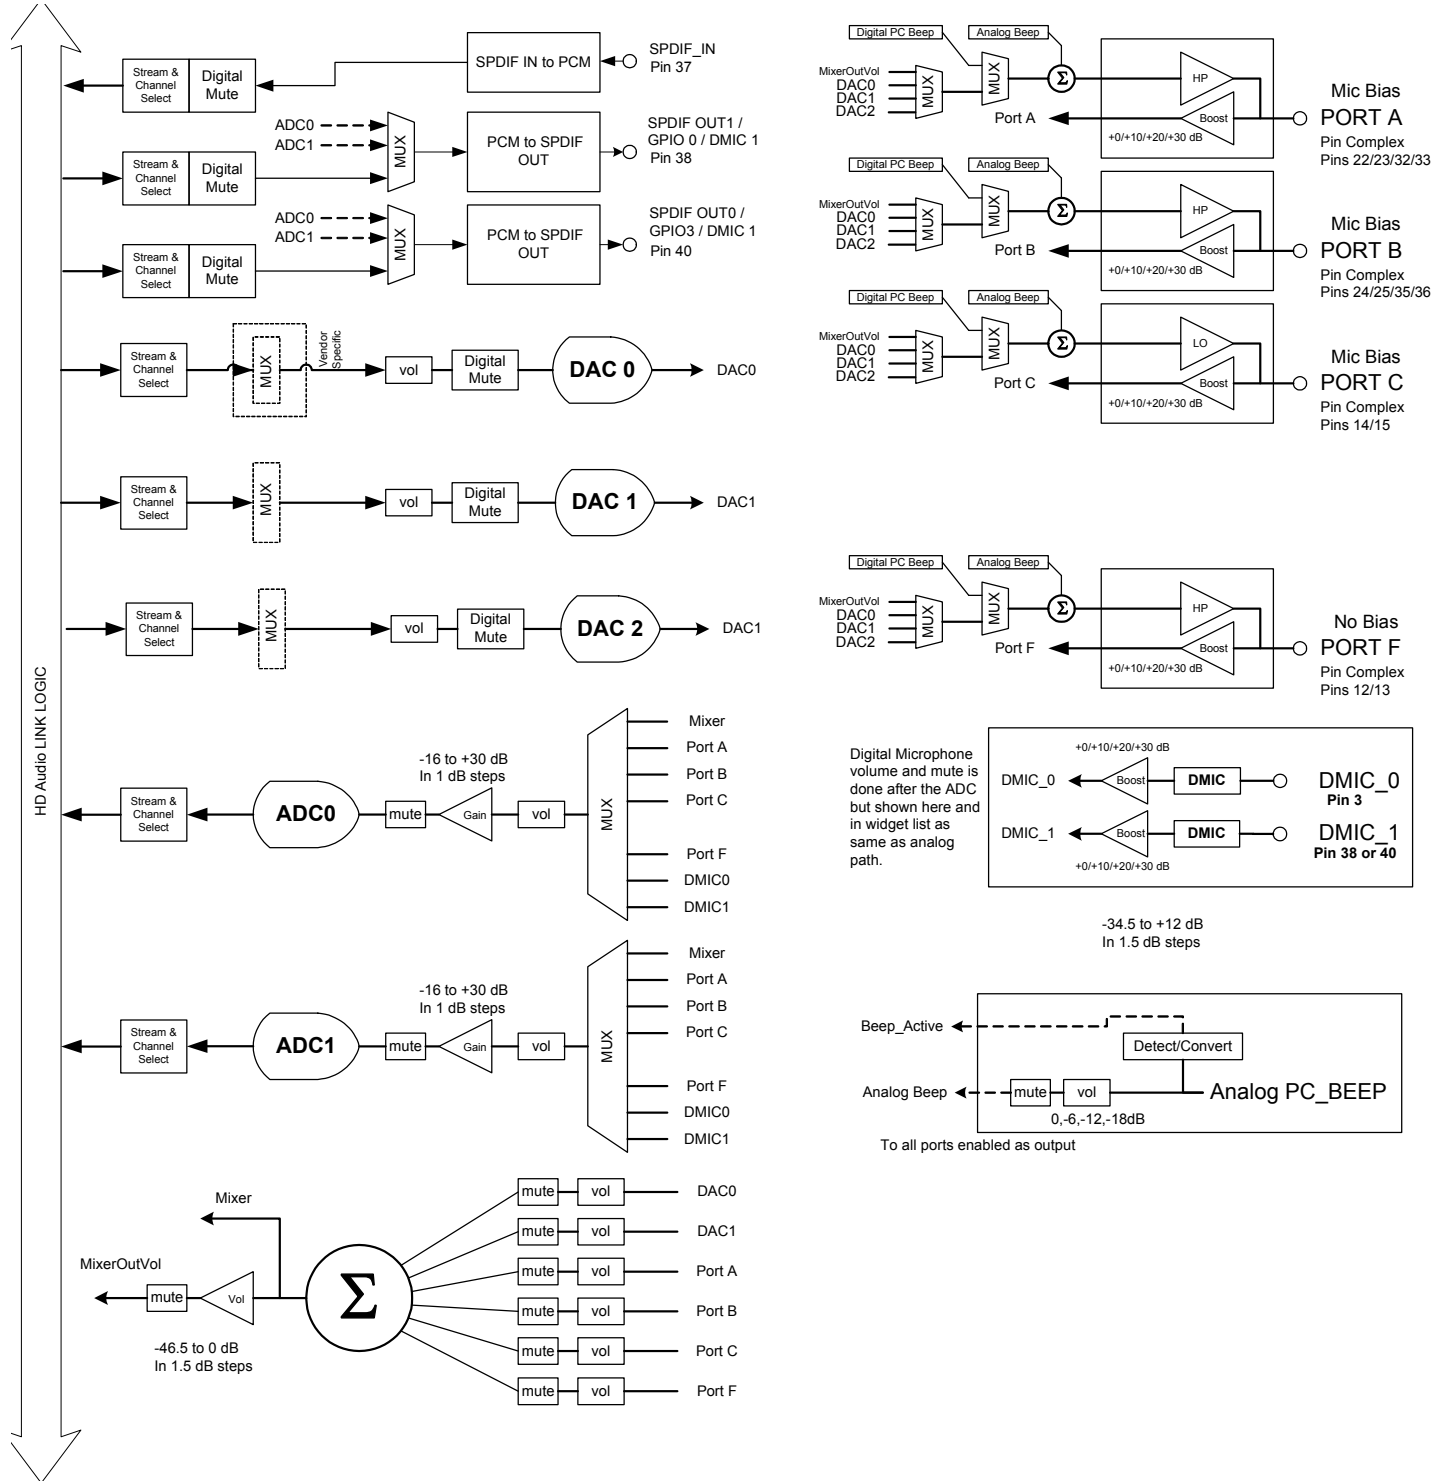 HD Audio LINK LOGIC
Stream &
Channel
Select
Digital
Mute
SPDIF IN to PCM
SPDIF_IN
Pin 37
ADC0
ADC1
MUX
Stream &
Channel
Select
Digital
Mute
PCM to SPDIF
OUT
SPDIF OUT1 /
GPIO 0 / DMIC 1
Pin 38
ADC0
ADC1
MUX
Stream &
Channel
Select
Digital
Mute
PCM to SPDIF
OUT
SPDIF OUT0 /
GPIO3 / DMIC 1
Pin 40
Stream &
Channel
Select
MUX
Vendor
Specific
vol
Digital
Mute
DAC 0
DAC0
Stream &
Channel
Select
MUX
vol
Digital
Mute
DAC 1
DAC1
Stream &
Channel
Select
MUX
vol
Digital
Mute
DAC 2
DAC1
Stream &
Channel
Select
ADC0
mute
Gain
-16 to +30 dB
In 1 dB steps
vol
MUX
Mixer
Port A
Port B
Port C
Port F
DMIC0
DMIC1
Stream &
Channel
Select
ADC1
mute
Gain
-16 to +30 dB
In 1 dB steps
vol
MUX
Mixer
Port A
Port B
Port C
Port F
DMIC0
DMIC1
Mixer
MixerOutVol
mute
Vol
-46.5 to 0 dB
In 1.5 dB steps
Σ
mute
vol
DAC0
mute
vol
DAC1
mute
vol
Port A
mute
vol
Port B
mute
vol
Port C
mute
vol
Port F
Digital PC Beep
Analog Beep
MixerOutVol
DAC0
DAC1
DAC2
MUX
MUX
Σ
HP
Port A
Boost
+0/+10/+20/+30 dB
Mic Bias
PORT A
Pin Complex
Pins 22/23/32/33
Digital PC Beep
Analog Beep
MixerOutVol
DAC0
DAC1
DAC2
MUX
MUX
Σ
HP
Port B
Boost
+0/+10/+20/+30 dB
Mic Bias
PORT B
Pin Complex
Pins 24/25/35/36
Digital PC Beep
Analog Beep
MixerOutVol
DAC0
DAC1
DAC2
MUX
MUX
Σ
LO
Port C
Boost
+0/+10/+20/+30 dB
Mic Bias
PORT C
Pin Complex
Pins 14/15
Digital PC Beep
Analog Beep
MixerOutVol
DAC0
DAC1
DAC2
MUX
MUX
Σ
HP
Port F
Boost
+0/+10/+20/+30 dB
No Bias
PORT F
Pin Complex
Pins 12/13
Digital Microphone
volume and mute is
done after the ADC
but shown here and
in widget list as
same as analog
path.
+0/+10/+20/+30 dB
DMIC_0
Boost
DMIC
DMIC_0
Pin 3
DMIC_1
Boost
DMIC
DMIC_1
Pin 38 or 40
+0/+10/+20/+30 dB
-34.5 to +12 dB
In 1.5 dB steps
Beep_Active
Detect/Convert
Analog Beep
mute
vol
Analog PC_BEEP
0,-6,-12,-18dB
To all ports enabled as output